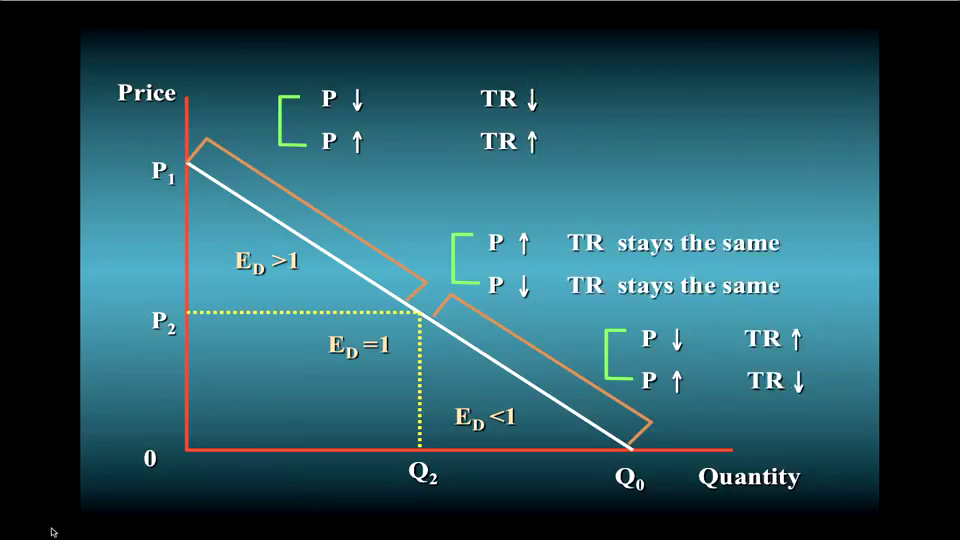 Price
P ↓ TR ↓
P ↑ TR ↑
P1
P ↑ TR stays the same
P ↓ TR stays the same
ED >1
P2
ED =1
P ↓ TR ↑
P ↑ TR ↓
ED <1
0
Q2
Q0
Quantity